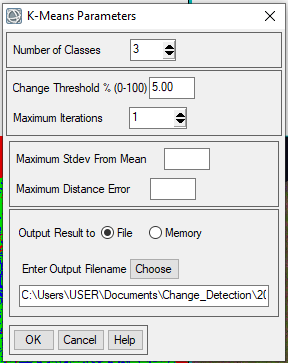 K-Means Parameters
Number of Classes 3
Change Threshold % (0-100) 5.00
Maximum Iterations 1
Maximum Stdev From Mean
Maximum Distance Error
Output Result to File Memory
Enter Output Filename Choose
C:\Users\USER\Documents\Change_Detection\20
OK Cancel Help